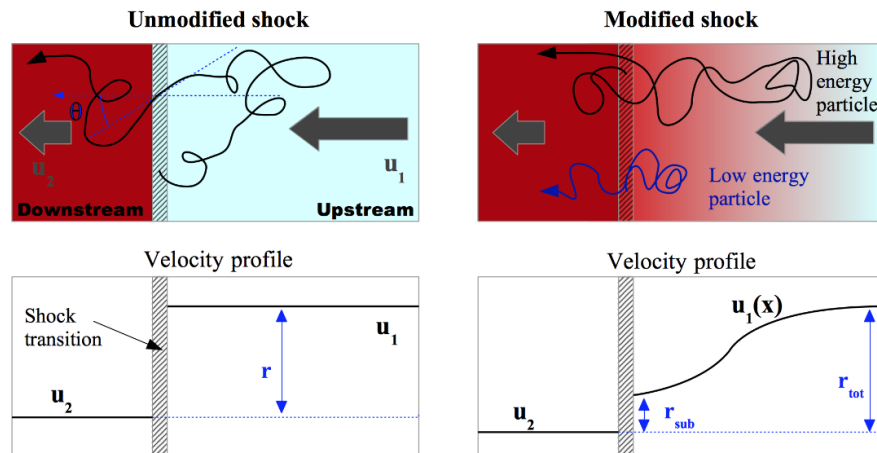 Unmodified shock
Modified shock
θ
u2
u1
Downstream
Upstream
High
energy
particle
Low energy
particle
Velocity profile
Shock
transition
r
u1
u2
Velocity profile
u1(x)
rtot
rsub
u2